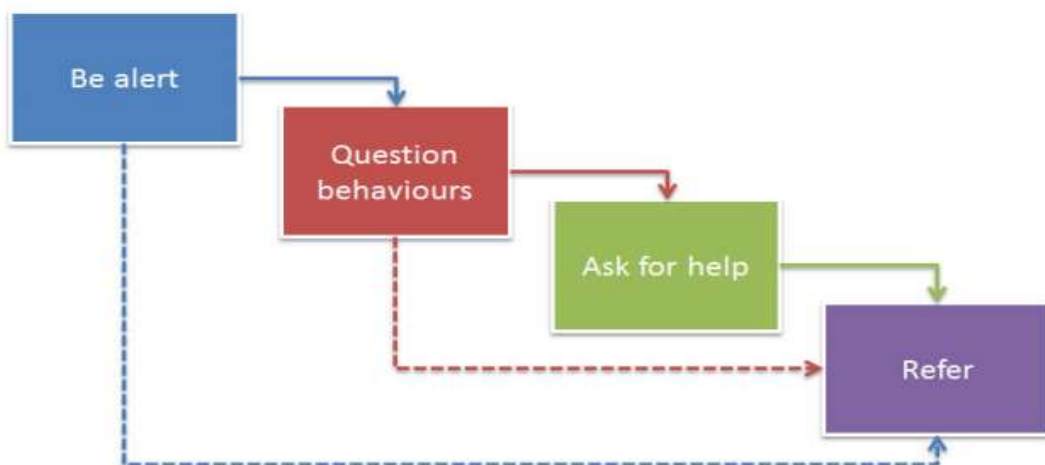 Be alert
Question
behaviours
Ask for help
Refer